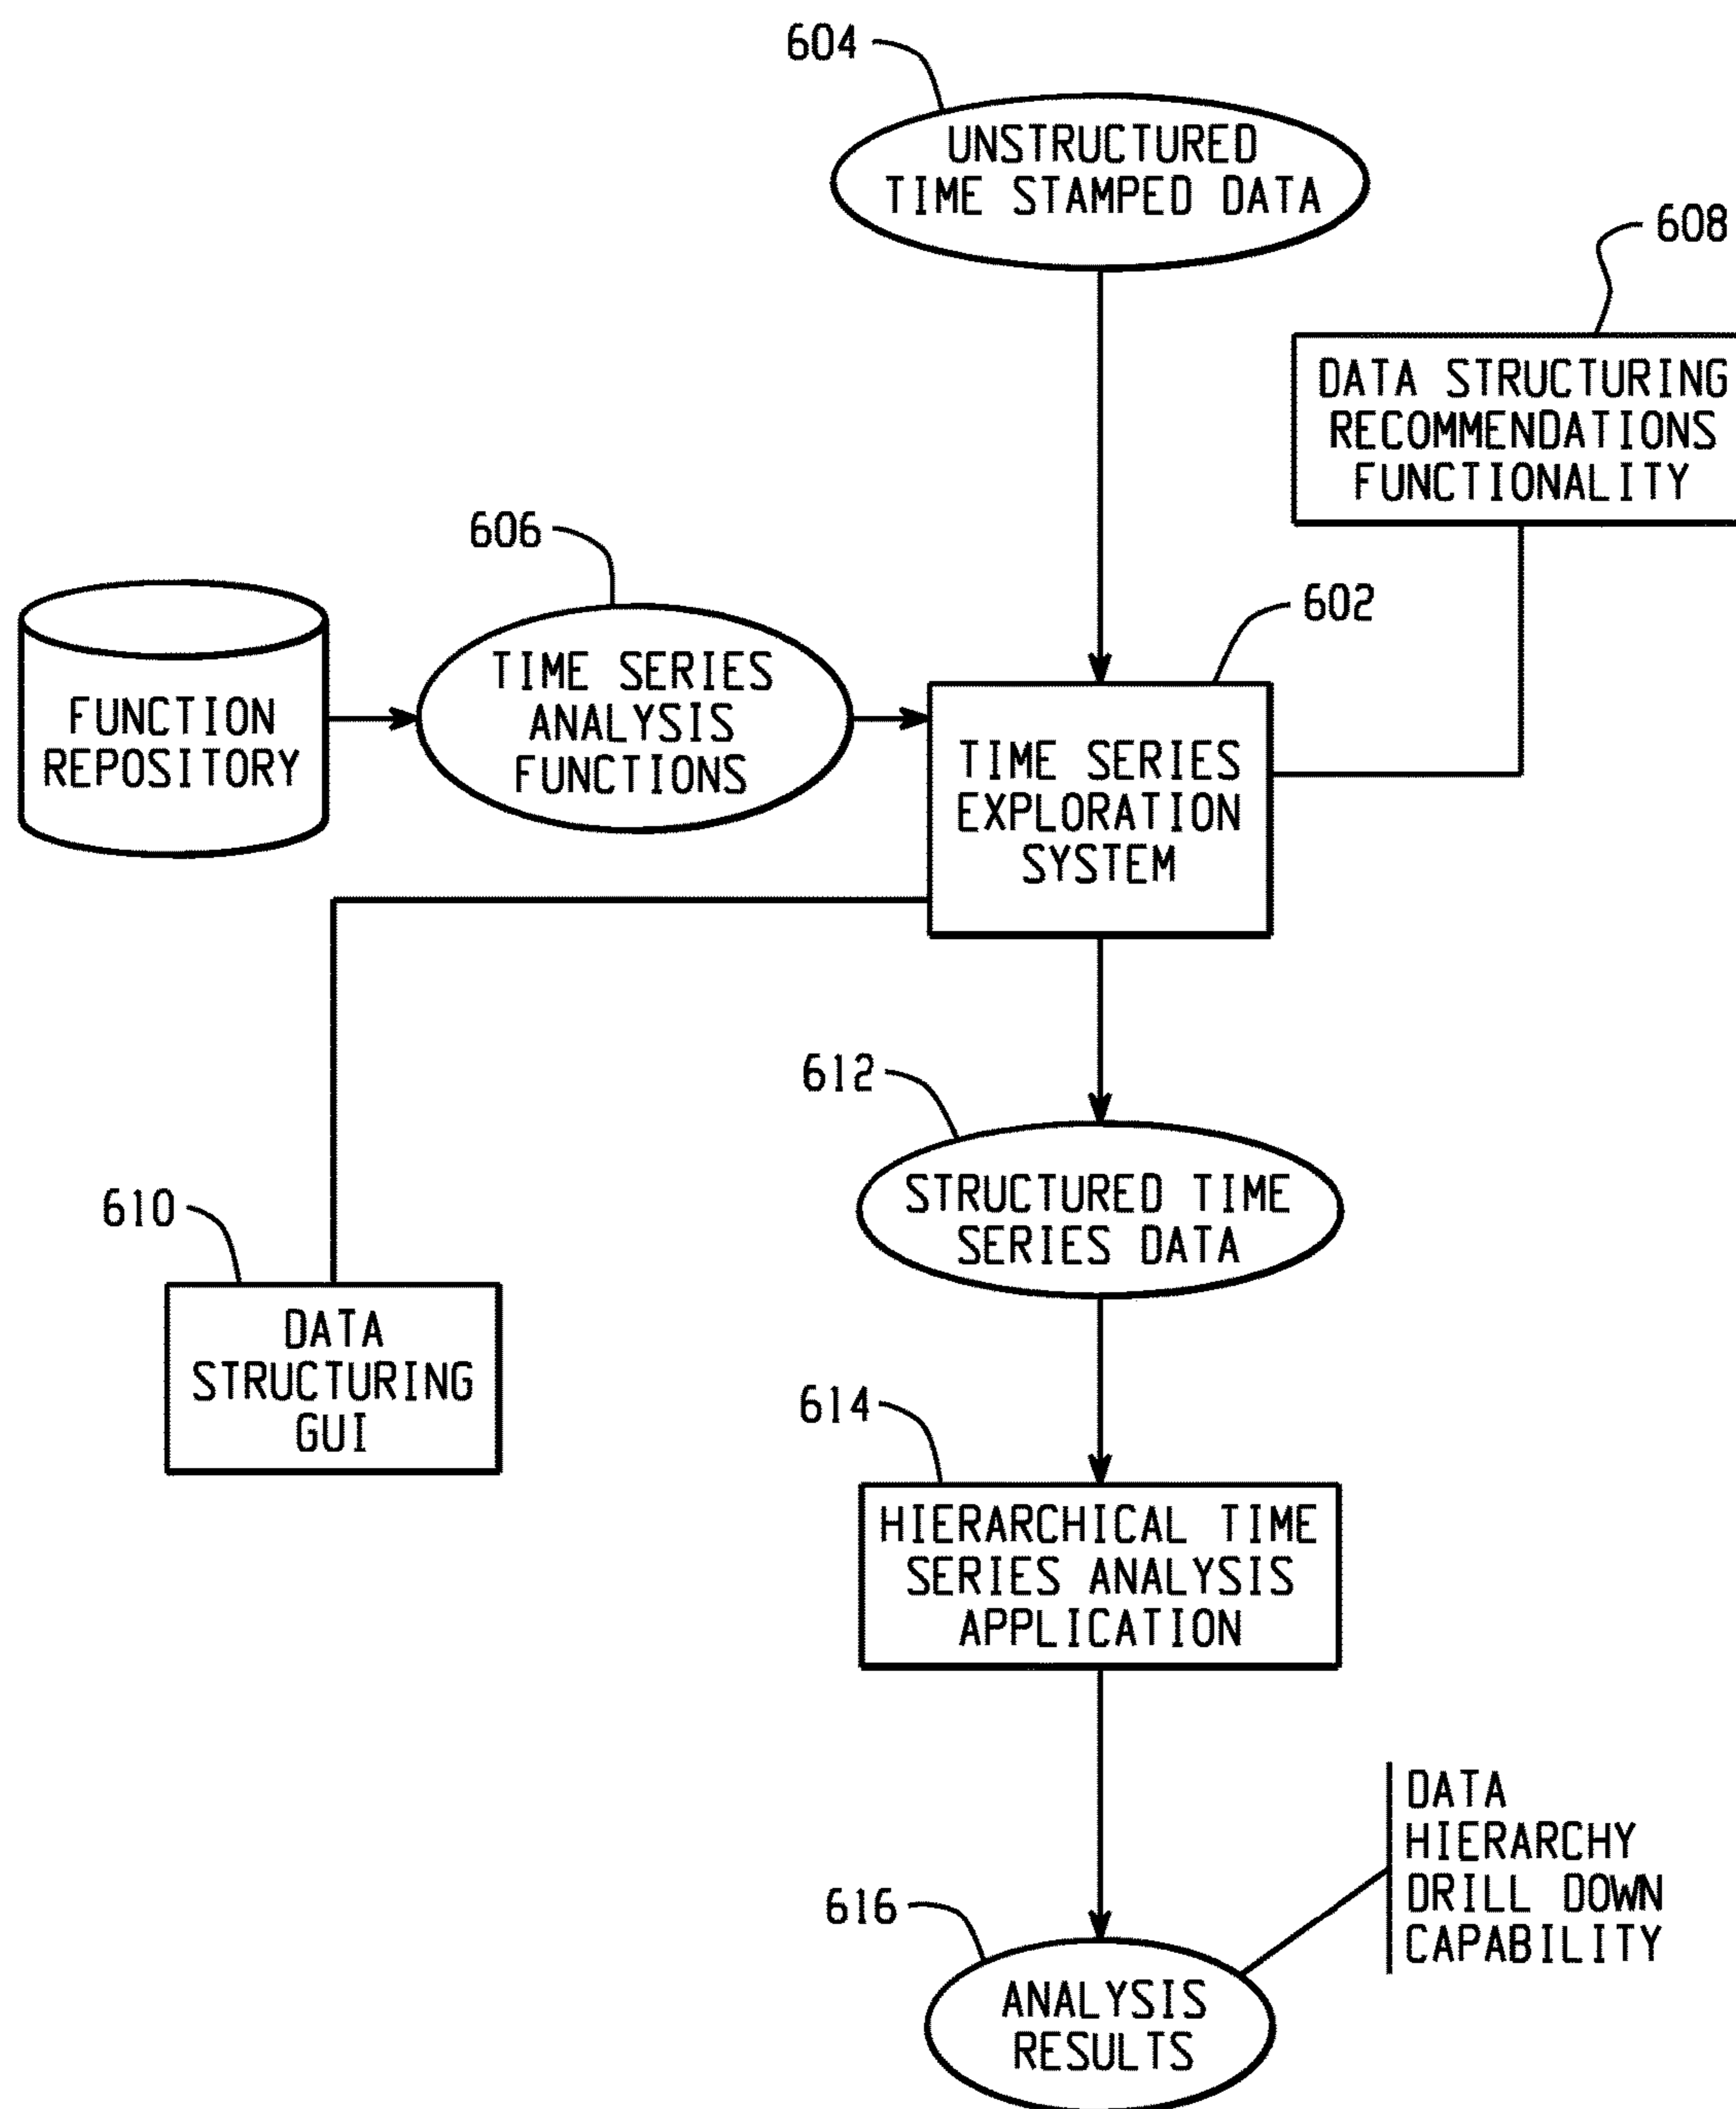 604
UNSTRUCTURED
TIME STAMPED DATA
608
DATA STRUCTURING
RECOMMENDATIONS
FUNCTIONALITY
606
602
FUNCTION
REPOSITORY
TIME SERIES
ANALYSIS
FUNCTIONS
TIME SERIES
EXPLORATION
SYSTEM
612
STRUCTURED TIME
SERIES DATA
610
DATA
STRUCTURING
GUI
614
HIERARCHICAL TIME
SERIES ANALYSIS
APPLICATION
DATA
HIERARCHY
DRILL DOWN
CAPABILITY
616
ANALYSIS
RESULTS